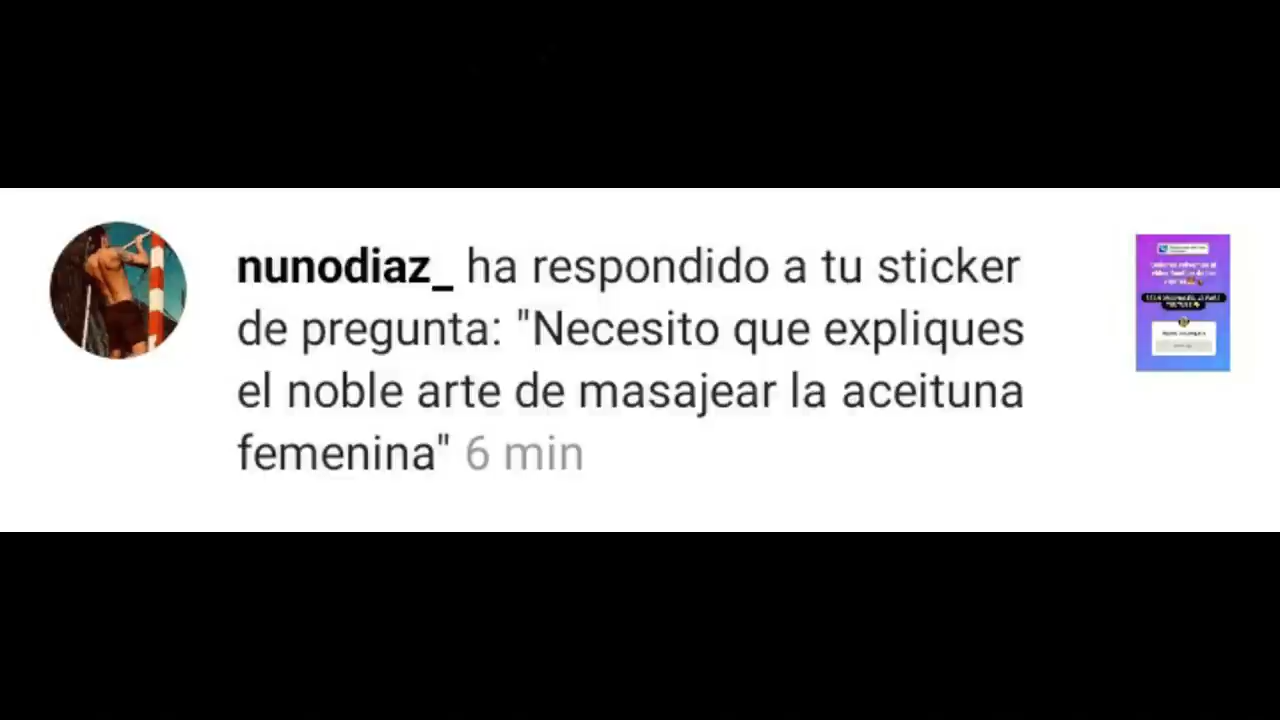 nunodiaz_ ha respondido a tu sticker
de pregunta: "Necesito que expliques
el noble arte de masajear la aceituna
femenina" 6 min